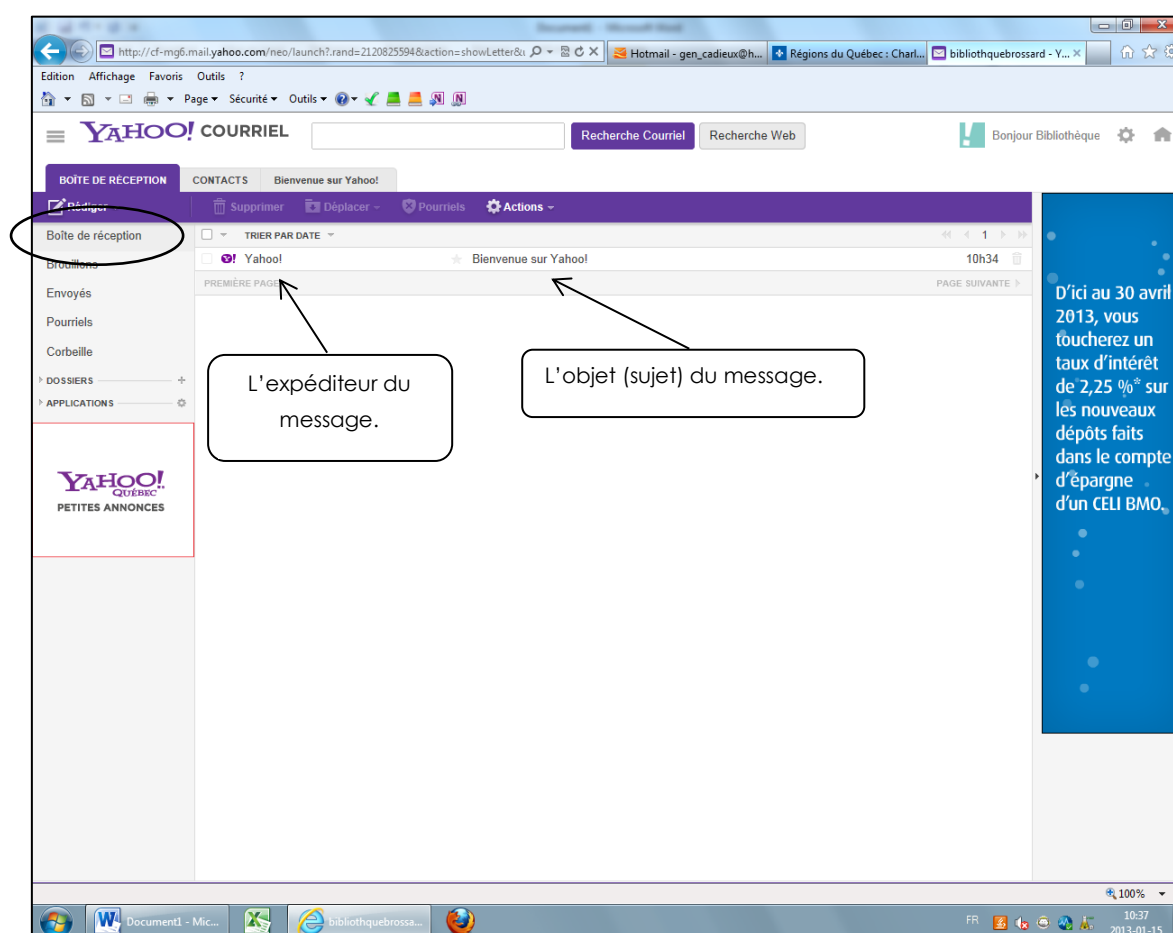 Document1 - Microsoft Word
http://cf-mg6.mail.yahoo.com/neo/launch?.rand=2120825594&action=showLetter&
Hotmail - gen_cadieux@h...
Régions du Québec : Charl...
bibliothquebrossard - Y...
Edition Affichage Favoris Outils ?
Page Sécurité Outils
YAHOO! COURRIEL
Recherche Courriel
Recherche Web
Bonjour Bibliothèque
BOÎTE DE RÉCEPTION
CONTACTS
Bienvenue sur Yahoo!
Rédiger
Supprimer
Déplacer
Pourriels
Actions
Boîte de réception
TRIER PAR DATE
1
Brouillons
Y! Yahoo!
Bienvenue sur Yahoo!
10h34
PREMIÈRE PAGE
PAGE SUIVANTE
Envoyés
Pourriels
Corbeille
DOSSIERS
APPLICATIONS
L'expéditeur du
message.
L'objet (sujet) du message.
YAHOO!
QUÉBEC
PETITES ANNONCES
D'ici au 30 avril
2013, vous
toucherez un
taux d'intérêt
de 2,25 %* sur
les nouveaux
dépôts faits
dans le compte
d'épargne
d'un CELI BMO.
100%
Document1 - Mic...
bibliothquebrossa...
FR
10:37
2013-01-15